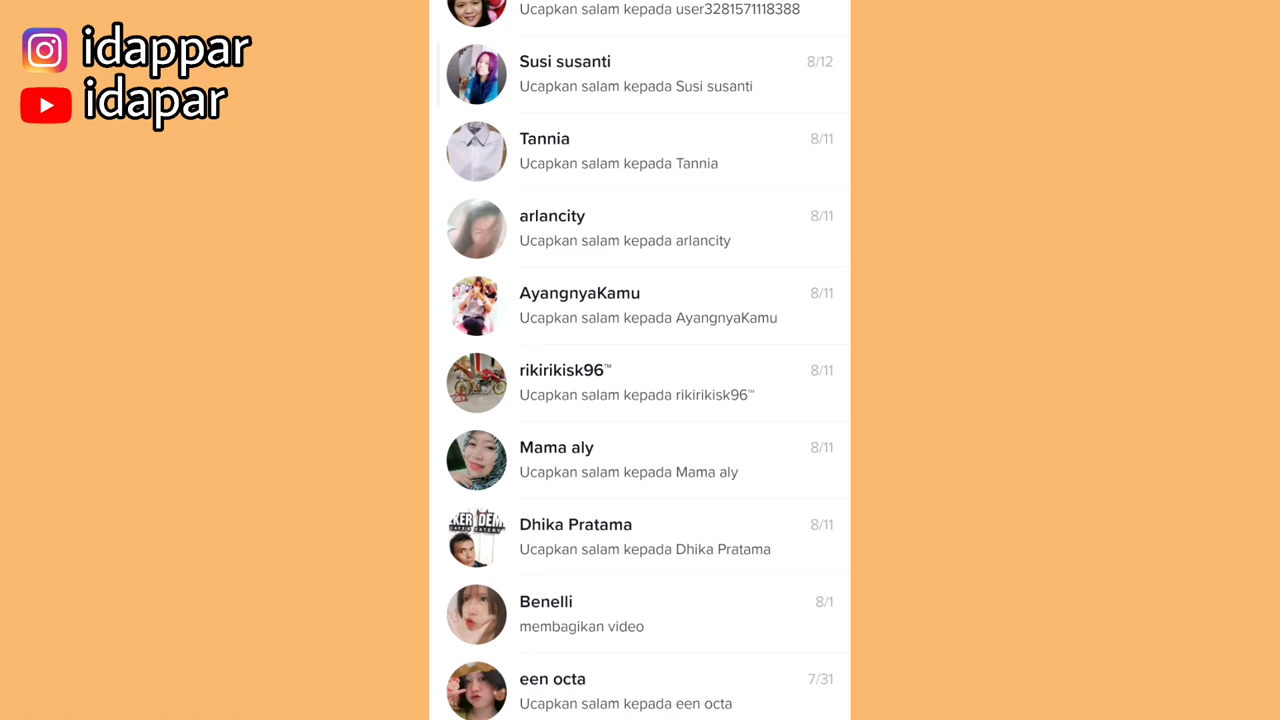 idappar
idapar
Ucapkan salam kepada user3281571118388
Susi susanti 8/12
Ucapkan salam kepada Susi susanti
Tannia 8/11
Ucapkan salam kepada Tannia
arlancity 8/11
Ucapkan salam kepada arlancity
AyangnyaKamu 8/11
Ucapkan salam kepada AyangnyaKamu
rikirikisk96™ 8/11
Ucapkan salam kepada rikirikisk96™
Mama aly 8/11
Ucapkan salam kepada Mama aly
Dhika Pratama 8/11
Ucapkan salam kepada Dhika Pratama
Benelli 8/1
membagikan video
een octa 7/31
Ucapkan salam kepada een octa